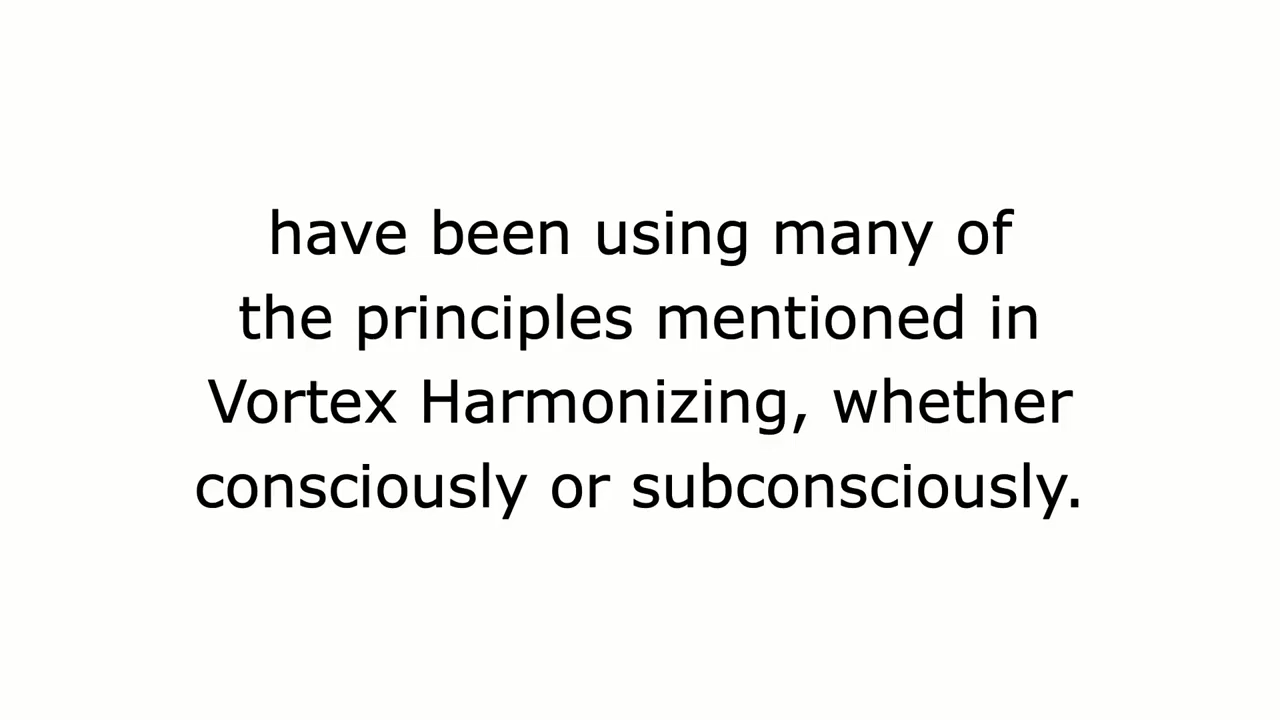 have been using many of
the principles mentioned in
Vortex Harmonizing, whether
consciously or subconsciously.